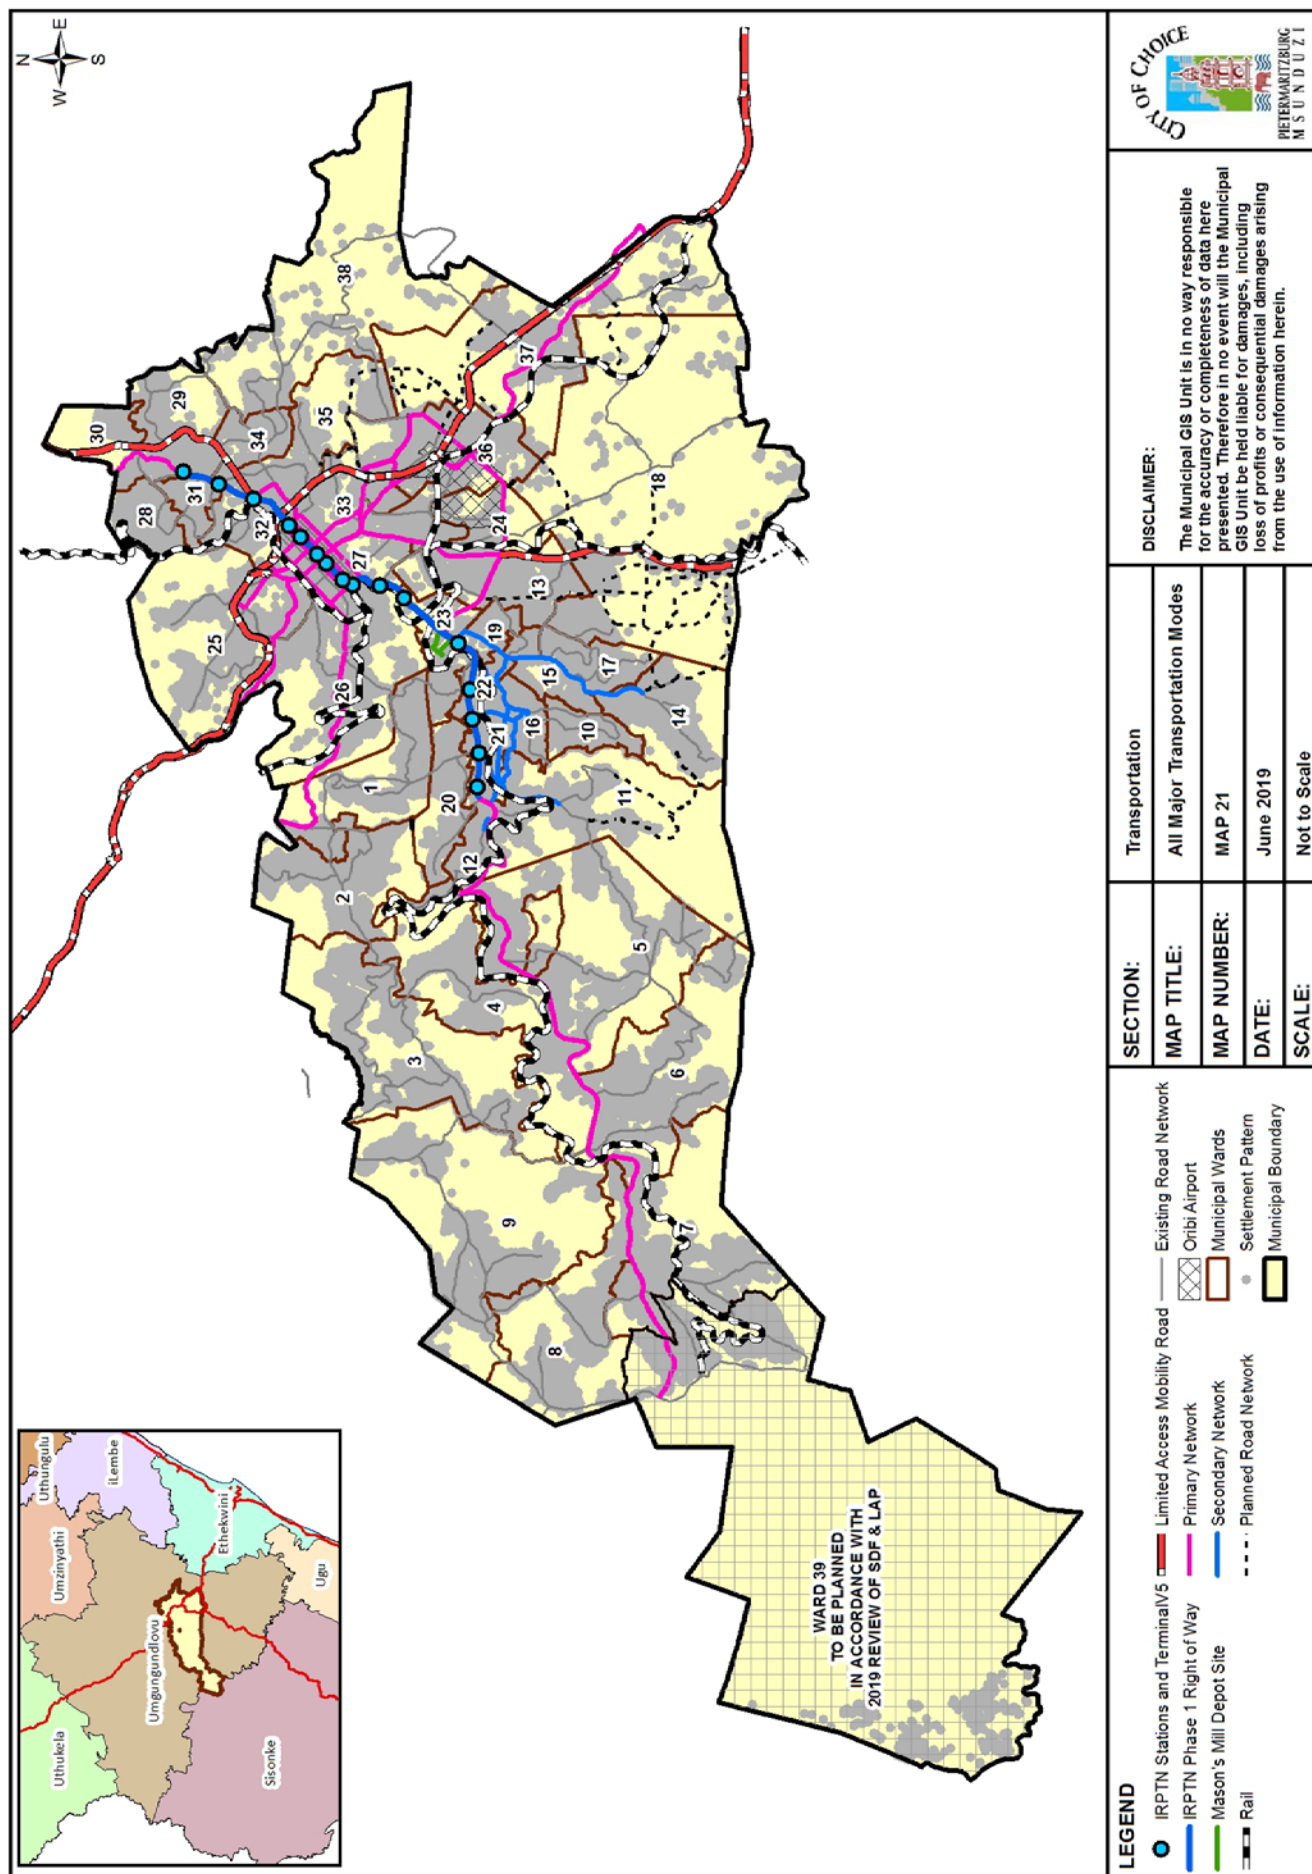 N
W
E
S
Uthukela
Umzinyathi
Uthungulu
iLembe
Umgungundlovu
Ethekwini
Sisonke
Ugu
30
29
28
31
34
38
25
32
35
33
27
26
36
37
24
23
13
18
1
2
20
22
19
15
17
21
16
10
14
12
11
3
4
5
9
6
8
7
WARD 39
TO BE PLANNED
IN ACCORDANCE WITH
2019 REVIEW OF SDF & LAP
LEGEND
IRPTN Stations and TerminalV5
IRPTN Phase 1 Right of Way
Mason's Mill Depot Site
Rail
Limited Access Mobility Road
Primary Network
Secondary Network
Planned Road Network
Existing Road Network
Oribi Airport
Municipal Wards
Settlement Pattern
Municipal Boundary
SECTION:
Transportation
MAP TITLE:
All Major Transportation Modes
MAP NUMBER:
MAP 21
DATE:
June 2019
SCALE:
Not to Scale
DISCLAIMER:
The Municipal GIS Unit is in no way responsible
for the accuracy or completeness of data here
presented. Therefore in no event will the Municipal
GIS Unit be held liable for damages, including
loss of profits or consequential damages arising
from the use of information herein.
CITY OF CHOICE
PIETERMARITZBURG
MSUNDUZI